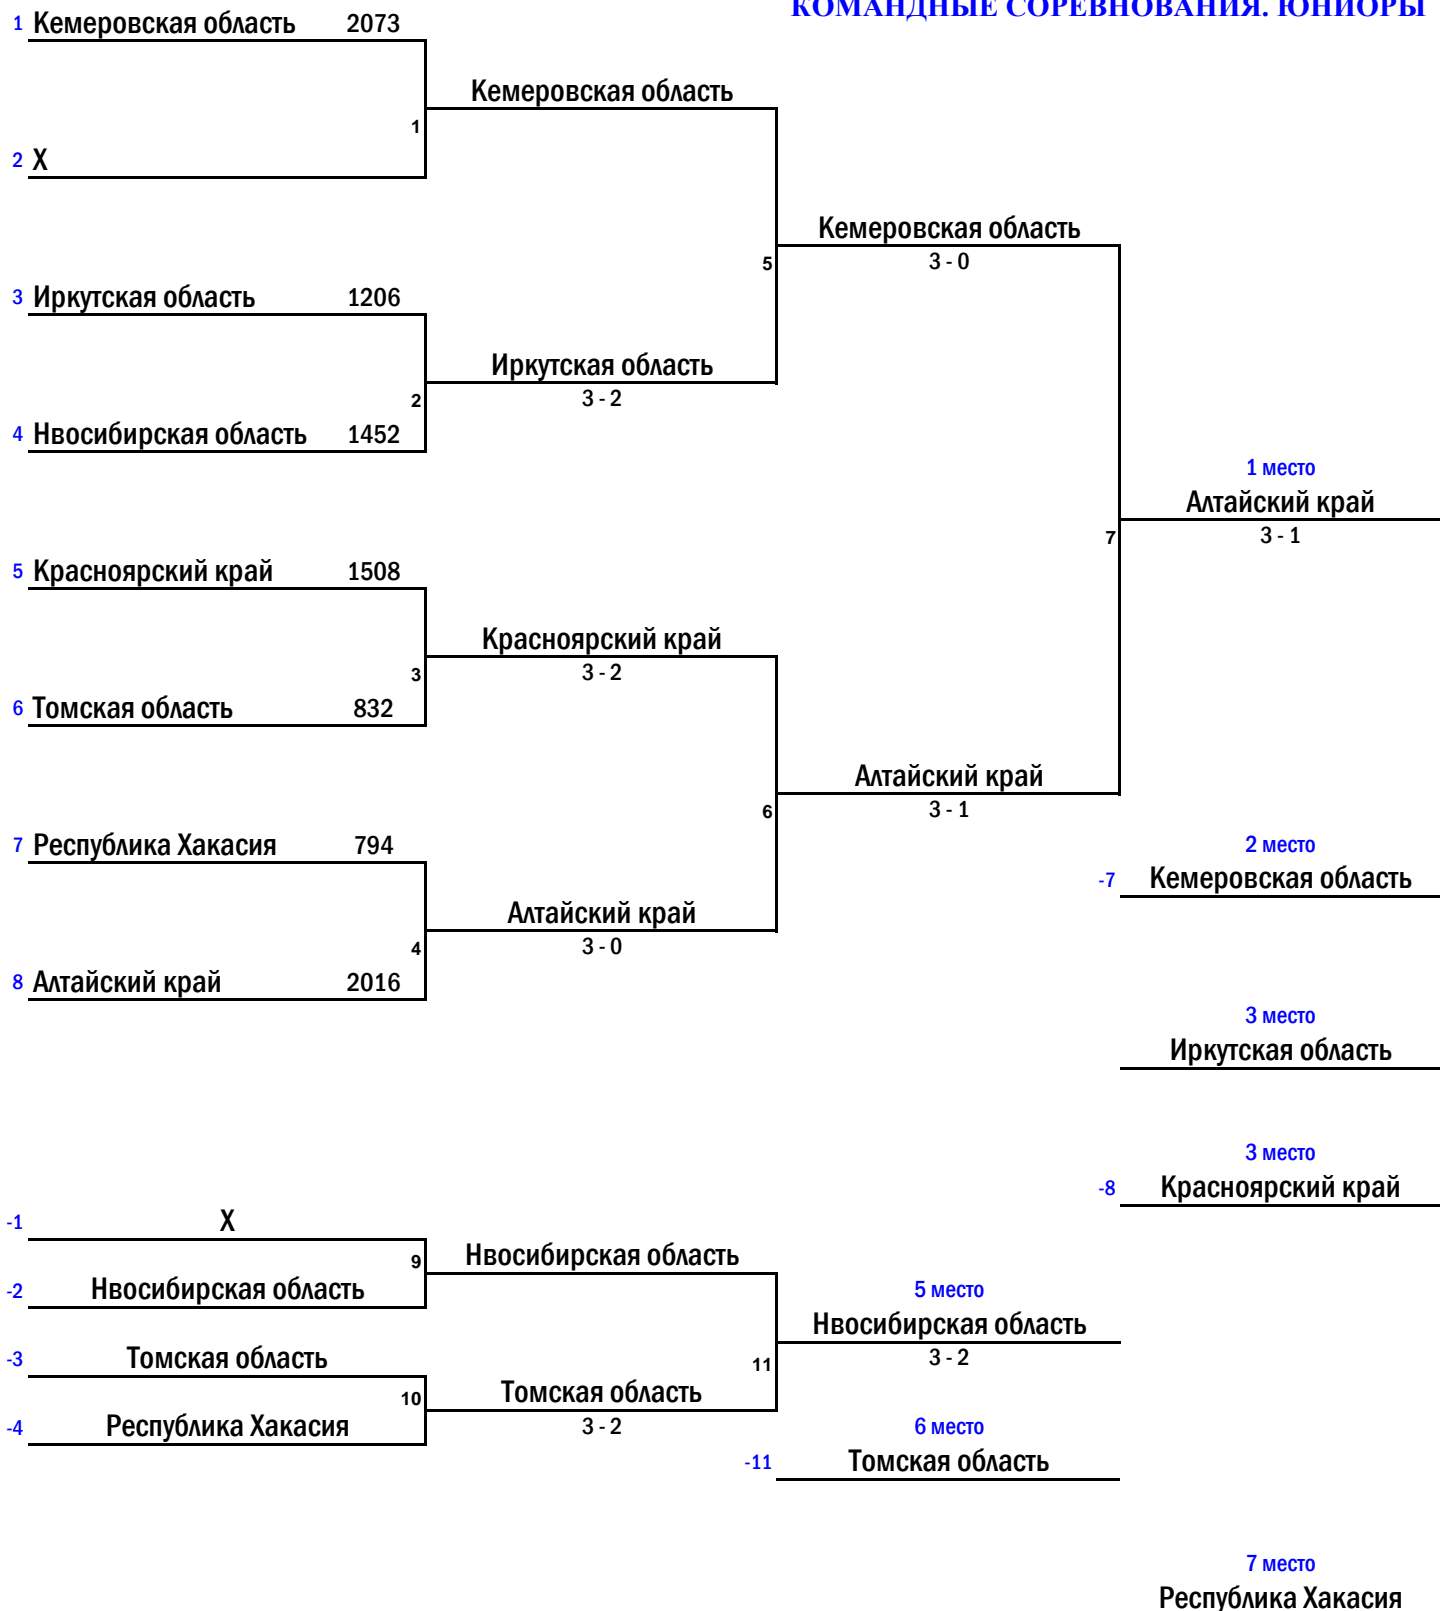 КОМАНДНЫЕ СОРЕВНОВАНИЯ. ЮНИОРЫ
1 Кемеровская область 2073
Кемеровская область
1
2 X
Кемеровская область
5 3 - 0
3 Иркутская область 1206
Иркутская область
2 3 - 2
4 Нвосибирская область 1452
1 место
Алтайский край
7 3 - 1
5 Красноярский край 1508
Красноярский край
3 3 - 2
6 Томская область 832
Алтайский край
6 3 - 1
7 Республика Хакасия 794
2 место
-7 Кемеровская область
Алтайский край
4 3 - 0
8 Алтайский край 2016
3 место
Иркутская область
3 место
-8 Красноярский край
-1 X
Нвосибирская область
9
-2 Нвосибирская область
5 место
Нвосибирская область
11 3 - 2
-3 Томская область
Томская область
10 3 - 2
-4 Республика Хакасия
6 место
-11 Томская область
7 место
Республика Хакасия